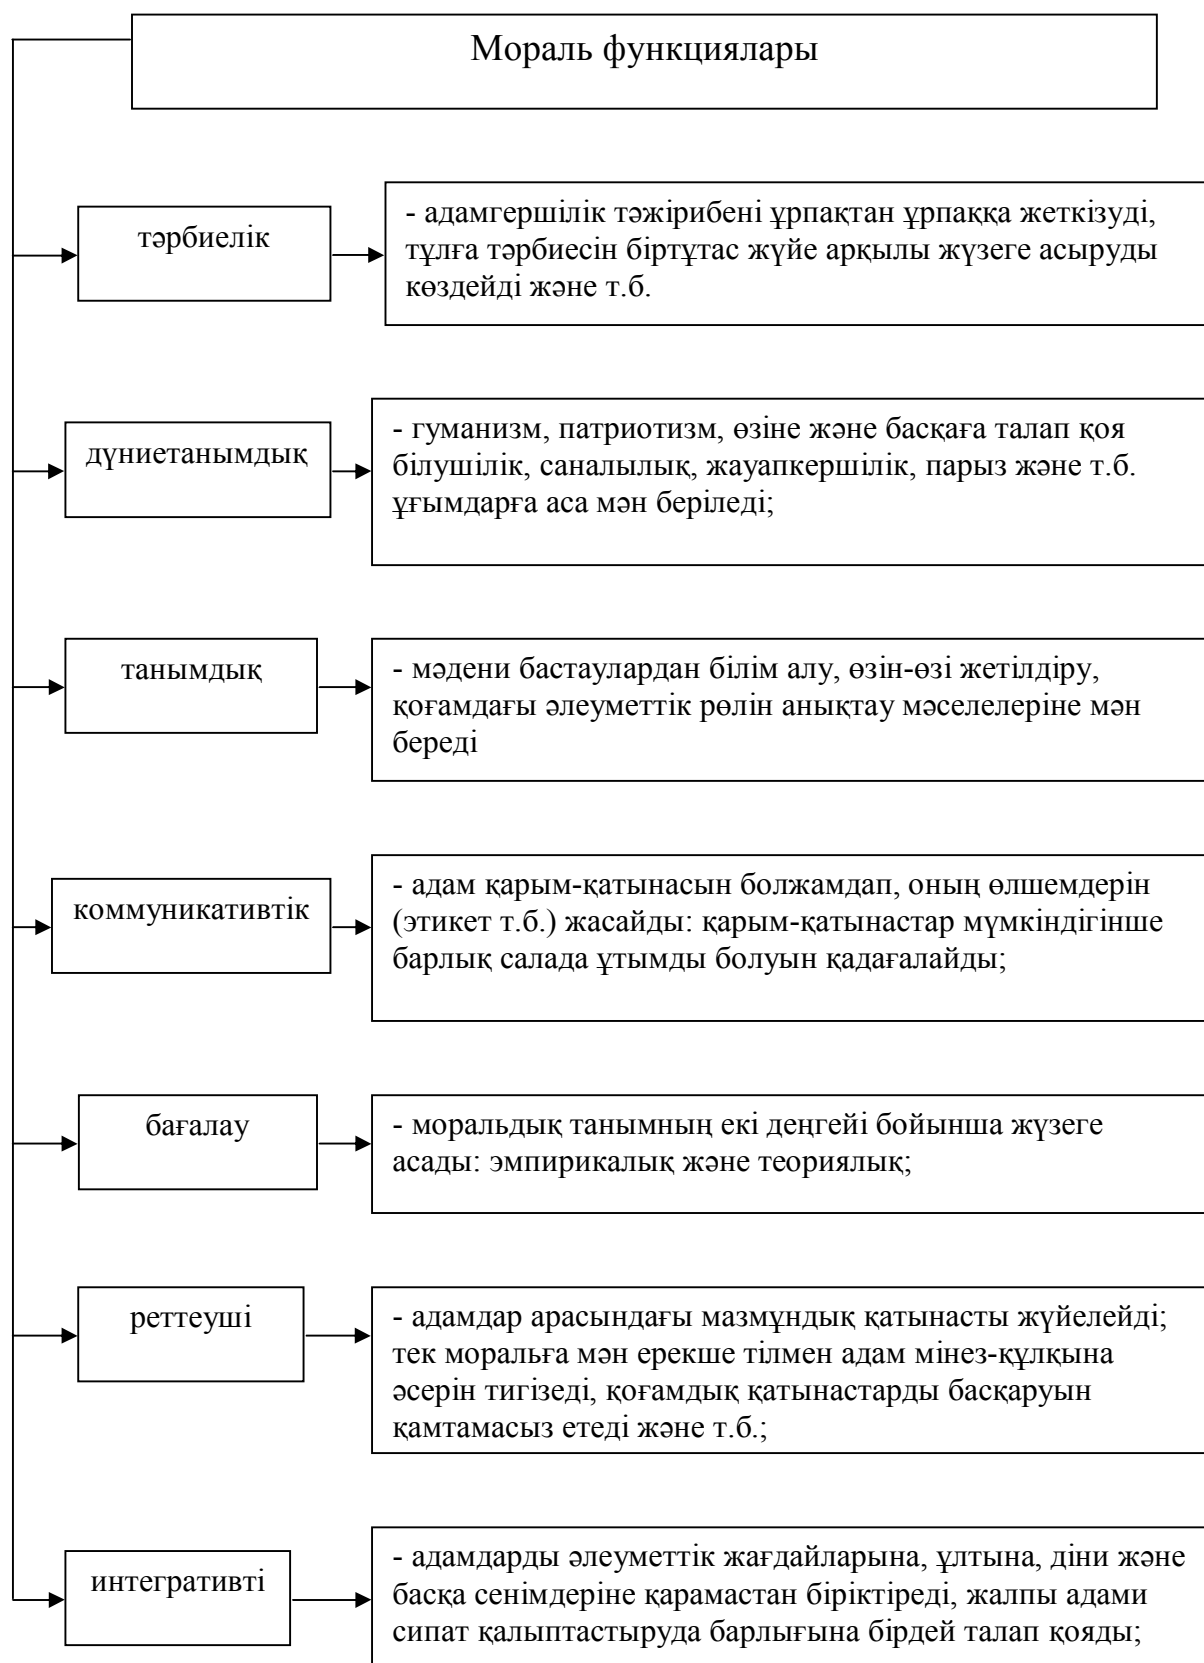 Мораль функциялары
тәрбиелік
- адамгершілік тәжірибені ұрпақтан ұрпаққа жеткізуді,
тұлға тәрбиесін біртұтас жүйе арқылы жүзеге асыруды
көздейді және т.б.
дүниетанымдық
- гуманизм, патриотизм, өзіне және басқаға талап қоя
білушілік, саналылық, жауапкершілік, парыз және т.б.
ұғымдарға аса мән беріледі;
танымдық
- мәдени бастаулардан білім алу, өзін-өзі жетілдіру,
қоғамдағы әлеуметтік рөлін анықтау мәселелеріне мән
береді
коммуникативтік
- адам қарым-қатынасын болжамдап, оның өлшемдерін
(этикет т.б.) жасайды: қарым-қатынастар мүмкіндігінше
барлық салада ұтымды болуын қадағалайды;
бағалау
- моральдық танымның екі деңгейі бойынша жүзеге
асады: эмпирикалық және теориялық;
реттеуші
- адамдар арасындағы мазмұндық қатынасты жүйелейді;
тек моральға мән ерекше тілмен адам мінез-құлқына
әсерін тигізеді, қоғамдық қатынастарды басқаруын
қамтамасыз етеді және т.б.;
интегративті
- адамдарды әлеуметтік жағдайларына, ұлтына, діни және
басқа сенімдеріне қарамастан біріктіреді, жалпы адами
сипат қалыптастыруда барлығына бірдей талап қояды;